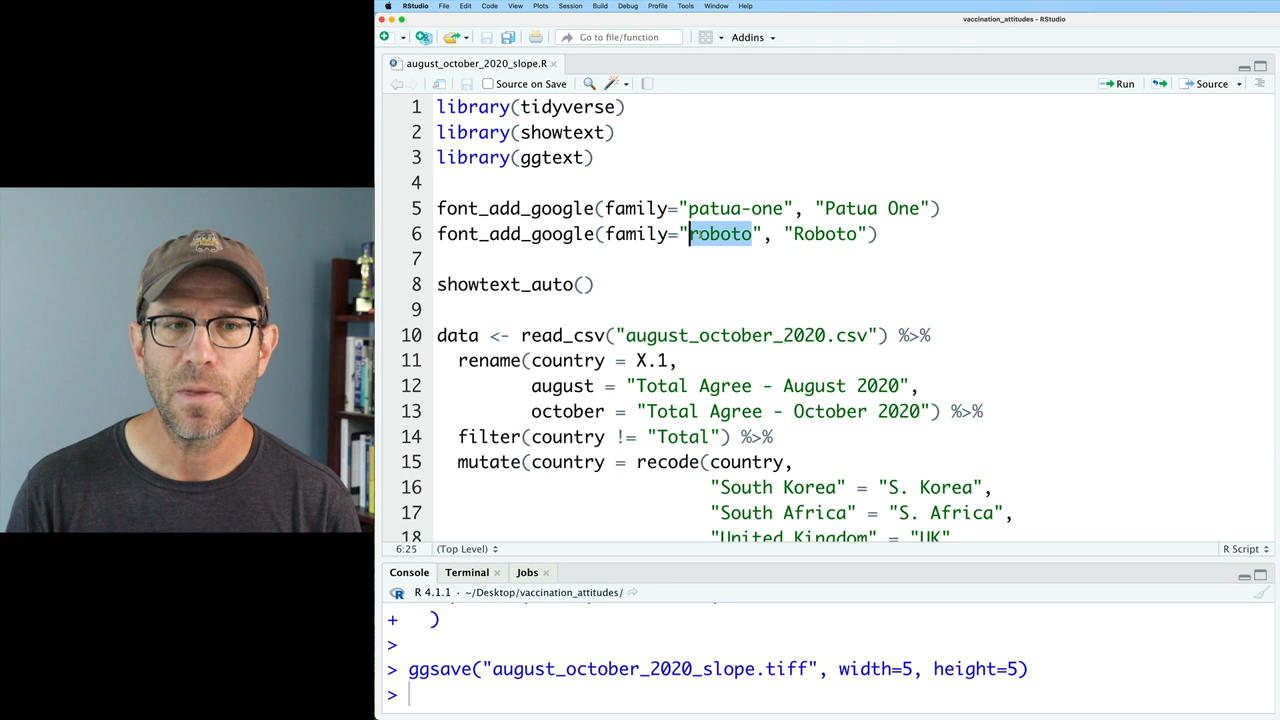 RStudio File Edit Code View Plots Session Build Debug Profile Tools Window Help
vaccination_attitudes - RStudio
Go to file/function Addins
august_october_2020_slope.R
Source on Save Run Source
1 library(tidyverse)
2 library(showtext)
3 library(ggtext)
4
5 font_add_google(family="patua-one", "Patua One")
6 font_add_google(family="roboto", "Roboto")
7
8 showtext_auto()
9
10 data <- read_csv("august_october_2020.csv") %>%
11 rename(country = X.1,
12 august = "Total Agree - August 2020",
13 october = "Total Agree - October 2020") %>%
14 filter(country != "Total") %>%
15 mutate(country = recode(country,
16 "South Korea" = "S. Korea",
17 "South Africa" = "S. Africa",
18 "United Kingdom" = "UK"
6:25 (Top Level) R Script
Console Terminal Jobs
R 4.1.1 · ~/Desktop/vaccination_attitudes/
+ )
>
> ggsave("august_october_2020_slope.tiff", width=5, height=5)
>